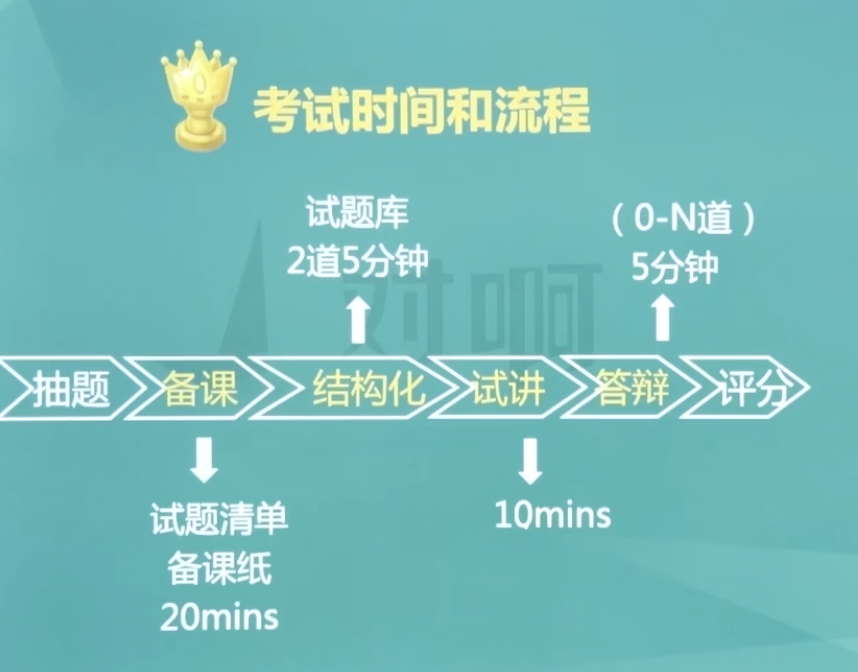 考试时间和流程
试题库
2道5分钟
（0-N道）
5分钟
对啊
抽题 备课 结构化 试讲 答辩 评分
试题清单
备课纸
20mins
10mins